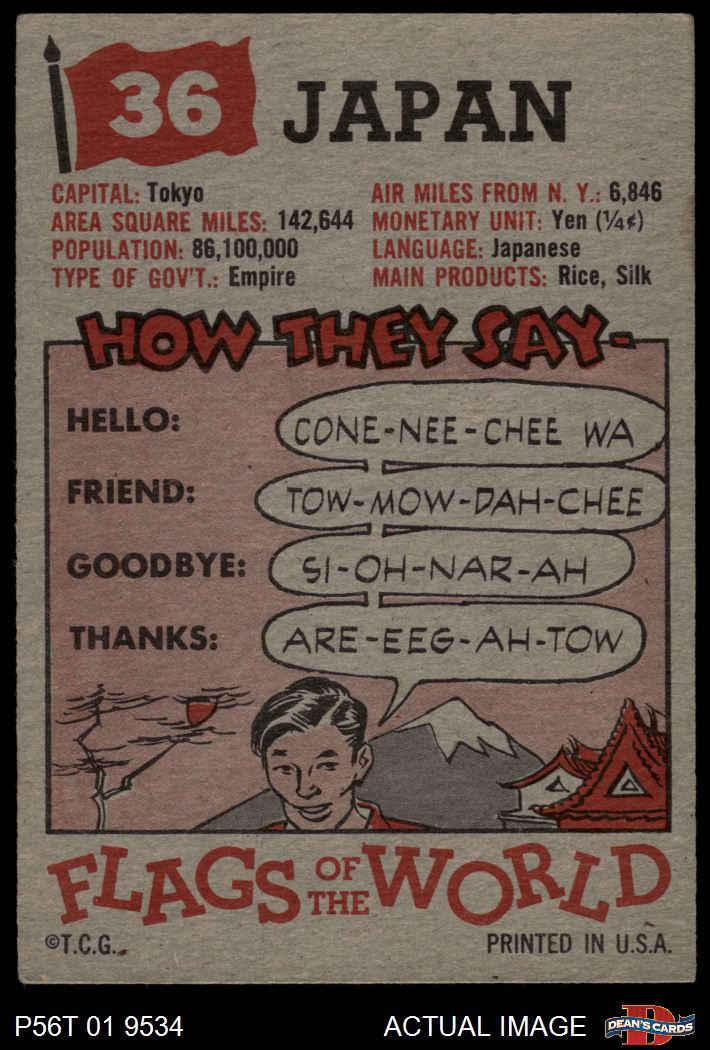 36 JAPAN
CAPITAL: Tokyo
AREA SQUARE MILES: 142,644
POPULATION: 86,100,000
TYPE OF GOV'T.: Empire
AIR MILES FROM N. Y.: 6,846
MONETARY UNIT: Yen (¼¢)
LANGUAGE: Japanese
MAIN PRODUCTS: Rice, Silk
HOW THEY SAY-
HELLO: CONE-NEE-CHEE WA
FRIEND: TOW-MOW-DAH-CHEE
GOODBYE: SI-OH-NAR-AH
THANKS: ARE-EEG-AH-TOW
FLAGS OF THE WORLD
©T.C.G. PRINTED IN U.S.A.
P56T 01 9534 ACTUAL IMAGE D DEAN'S CARDS